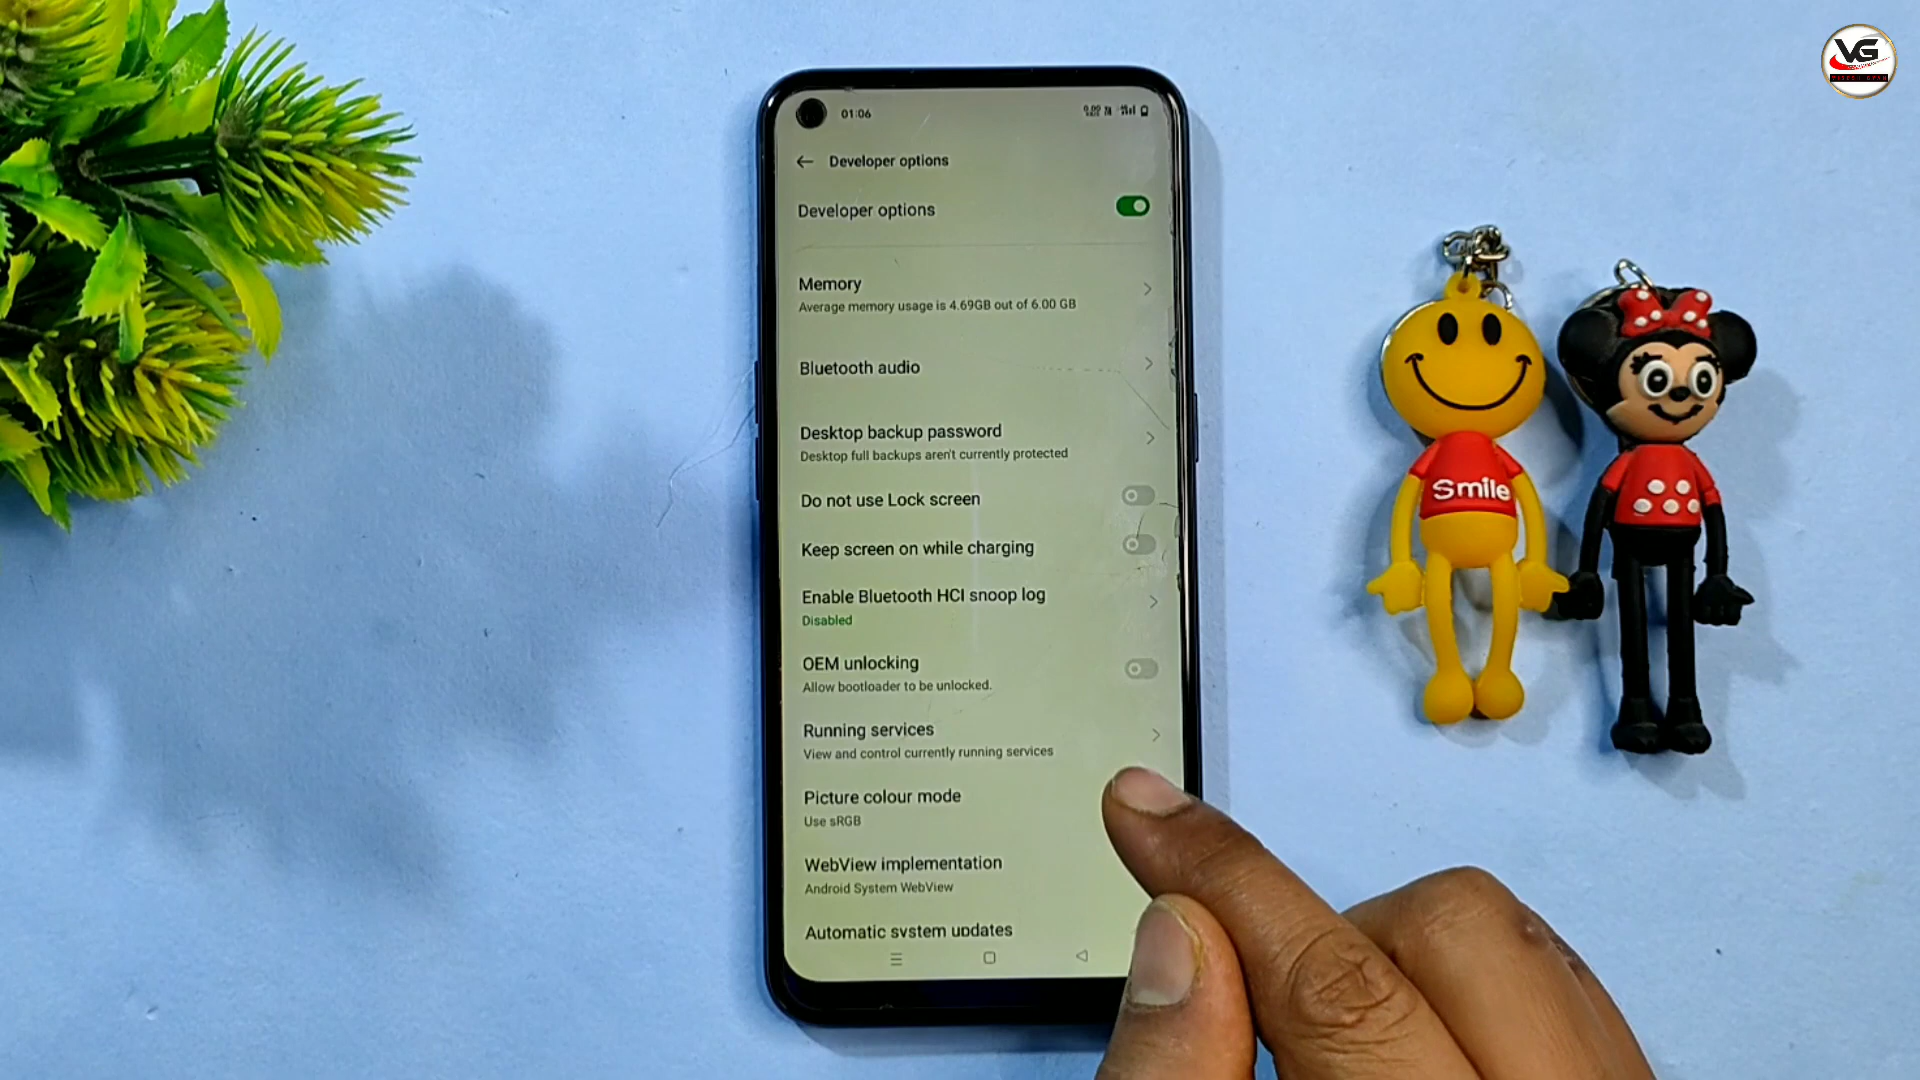 VG
01:06
Developer options
Developer options
Memory
Average memory usage is 4.69GB out of 6.00 GB
Bluetooth audio
Desktop backup password
Desktop full backups aren't currently protected
Do not use Lock screen
Keep screen on while charging
Enable Bluetooth HCI snoop log
Disabled
OEM unlocking
Allow bootloader to be unlocked.
Running services
View and control currently running services
Picture colour mode
Use sRGB
WebView implementation
Android System WebView
Automatic system updates
Smile